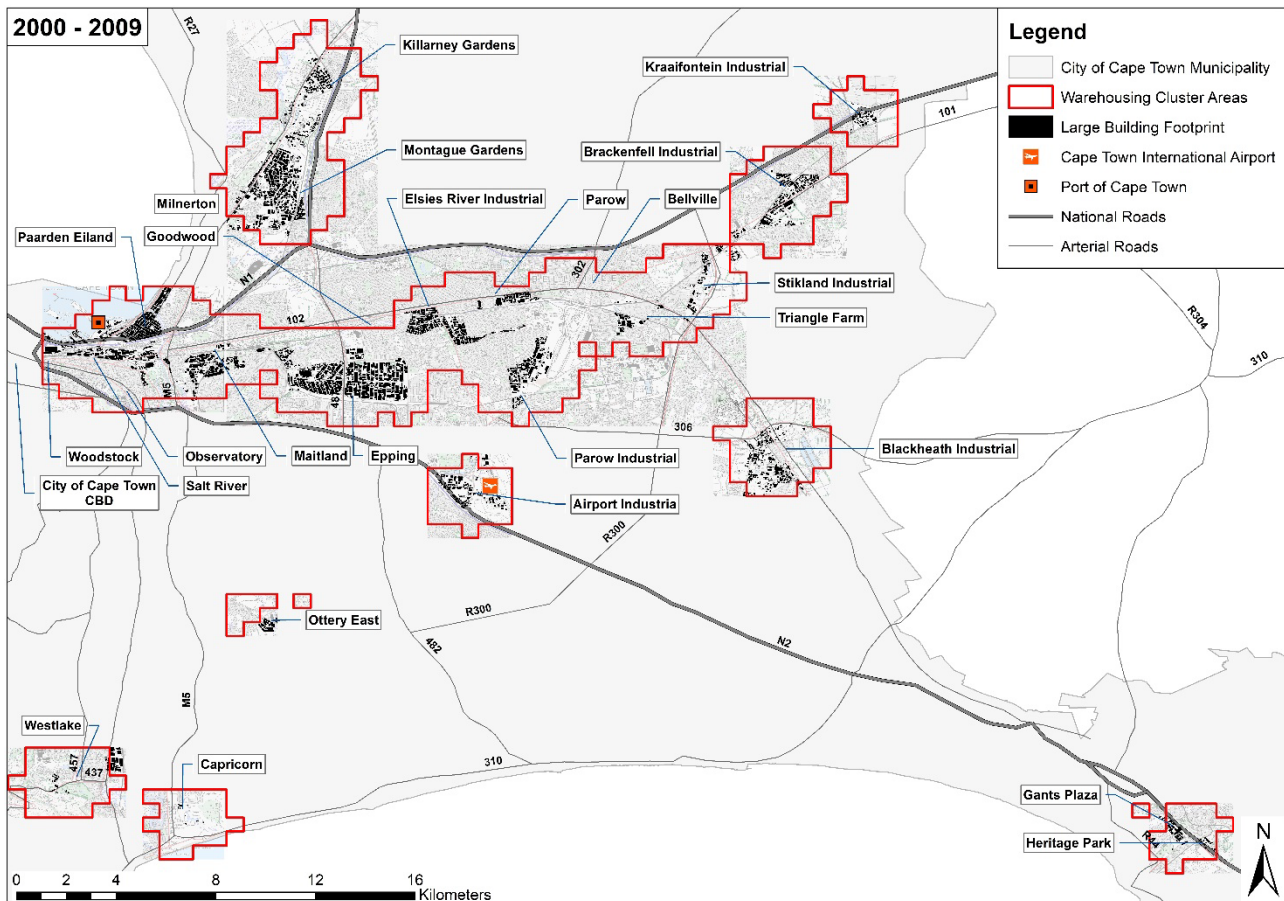 2000 - 2009
R27
Killarney Gardens
Kraaifontein Industrial
101
Montague Gardens
Brackenfell Industrial
Milnerton
Elsies River Industrial
Parow
Bellville
Paarden Eiland
Goodwood
N1
302
Stikland Industrial
102
Triangle Farm
R304
310
M5
306
Woodstock
Observatory
Maitland
Epping
Parow Industrial
Blackheath Industrial
City of Cape Town
CBD
Salt River
Airport Industria
R300
Ottery East
R300
482
N2
M5
Westlake
457
437
Capricorn
310
Gants Plaza
Heritage Park
R44
N
0 2 4 8 12 16
Kilometers
Legend
City of Cape Town Municipality
Warehousing Cluster Areas
Large Building Footprint
Cape Town International Airport
Port of Cape Town
National Roads
Arterial Roads